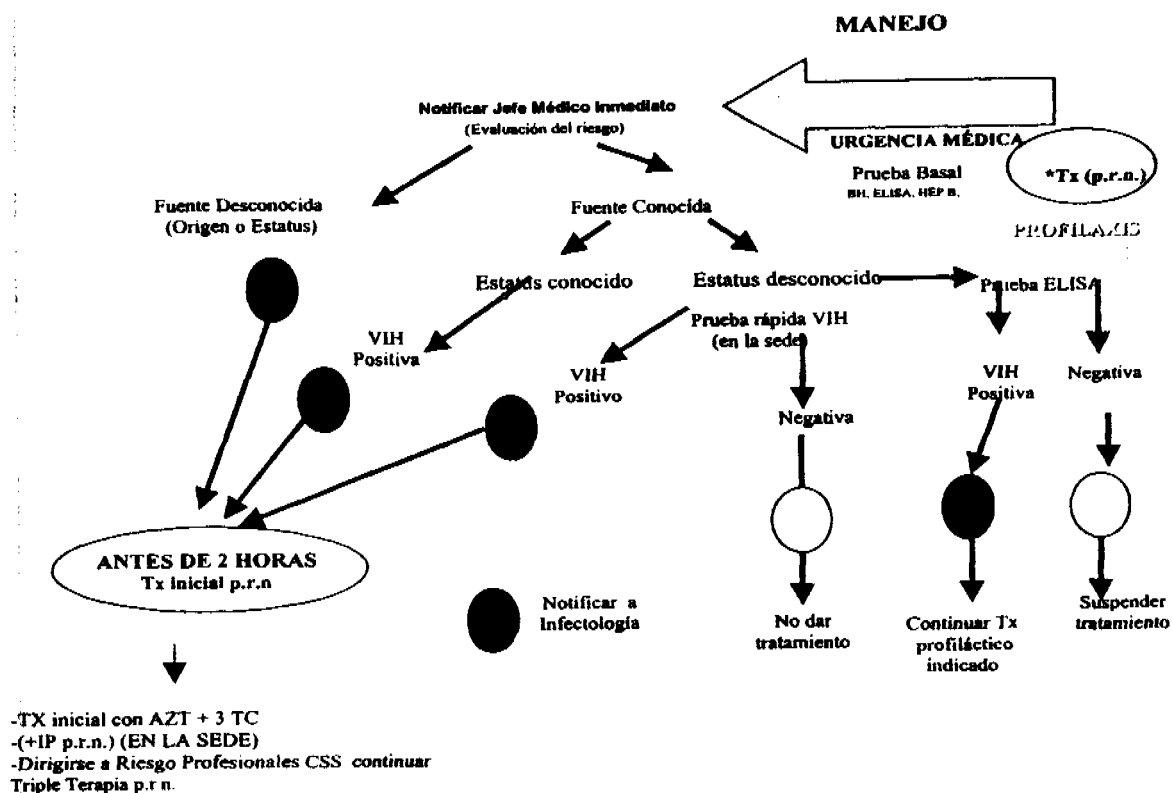 MANEJO
Notificar Jefe Médico Inmediato
(Evaluación del riesgo)
URGENCIA MÉDICA
Prueba Basal
BH, ELISA, HEP B,
*Tx (p.r.n.)
PROFILAXIS
Fuente Desconocida
(Origen o Estatus)
Fuente Conocida
Estatus conocido
Estatus desconocido
Prueba ELISA
Prueba rápida VIH
(en la sede)
VIH
Positiva
VIH
Positivo
Negativa
VIH
Positiva
Negativa
ANTES DE 2 HORAS
Tx inicial p.r.n
Notificar a
Infectología
No dar
tratamiento
Continuar Tx
profiláctico
indicado
Suspender
tratamiento
-TX inicial con AZT + 3 TC
-(+IP p.r.n.) (EN LA SEDE)
-Dirigirse a Riesgo Profesionales CSS continuar
Triple Terapia p.r n.